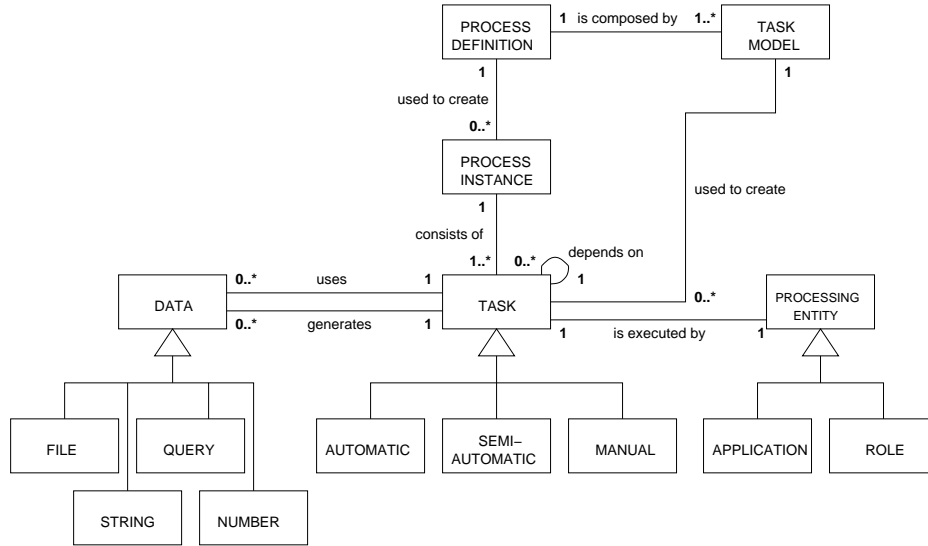 PROCESS
DEFINITION
1 is composed by 1..*
TASK
MODEL
1
1
used to create
0..*
PROCESS
INSTANCE
used to create
1
consists of
1..*
0..*
depends on
1
0..* uses 1
DATA
TASK
0..*
PROCESSING
ENTITY
0..* generates 1
1 is executed by 1
FILE
QUERY
AUTOMATIC
SEMI–
AUTOMATIC
MANUAL
APPLICATION
ROLE
STRING
NUMBER